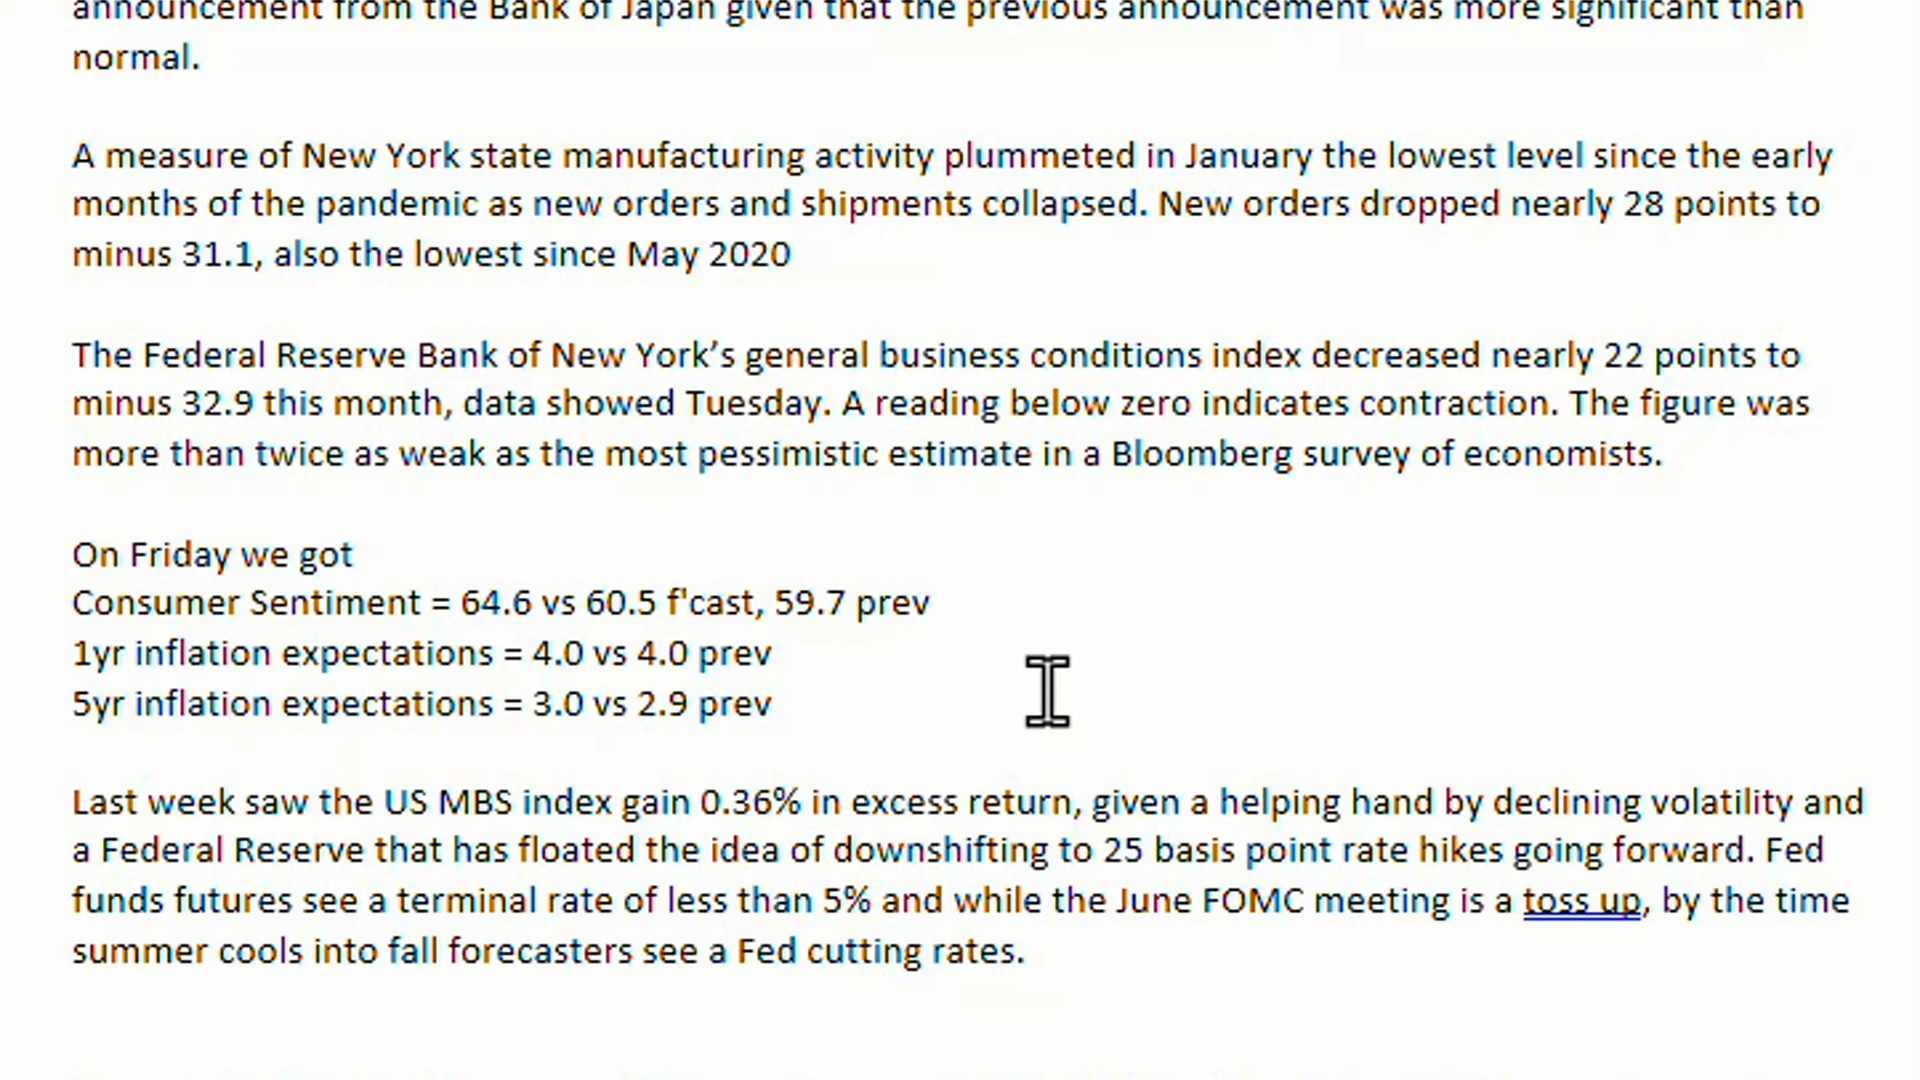 announcement from the Bank of Japan given that the previous announcement was more significant than
normal.
A measure of New York state manufacturing activity plummeted in January the lowest level since the early
months of the pandemic as new orders and shipments collapsed. New orders dropped nearly 28 points to
minus 31.1, also the lowest since May 2020
The Federal Reserve Bank of New York’s general business conditions index decreased nearly 22 points to
minus 32.9 this month, data showed Tuesday. A reading below zero indicates contraction. The figure was
more than twice as weak as the most pessimistic estimate in a Bloomberg survey of economists.
On Friday we got
Consumer Sentiment = 64.6 vs 60.5 f'cast, 59.7 prev
1yr inflation expectations = 4.0 vs 4.0 prev
5yr inflation expectations = 3.0 vs 2.9 prev
Last week saw the US MBS index gain 0.36% in excess return, given a helping hand by declining volatility and
a Federal Reserve that has floated the idea of downshifting to 25 basis point rate hikes going forward. Fed
funds futures see a terminal rate of less than 5% and while the June FOMC meeting is a toss up, by the time
summer cools into fall forecasters see a Fed cutting rates.